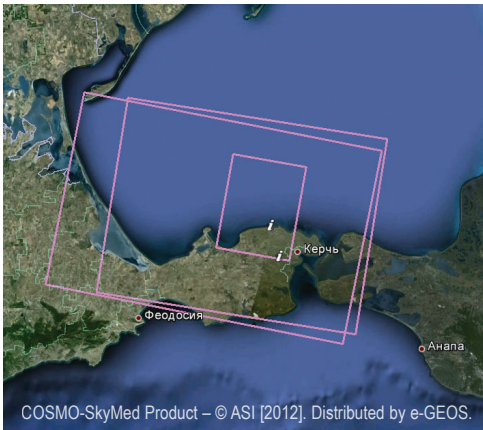 i
i
Керчь
Феодосия
Анапа
COSMO-SkyMed Product – © ASI [2012]. Distributed by e-GEOS.